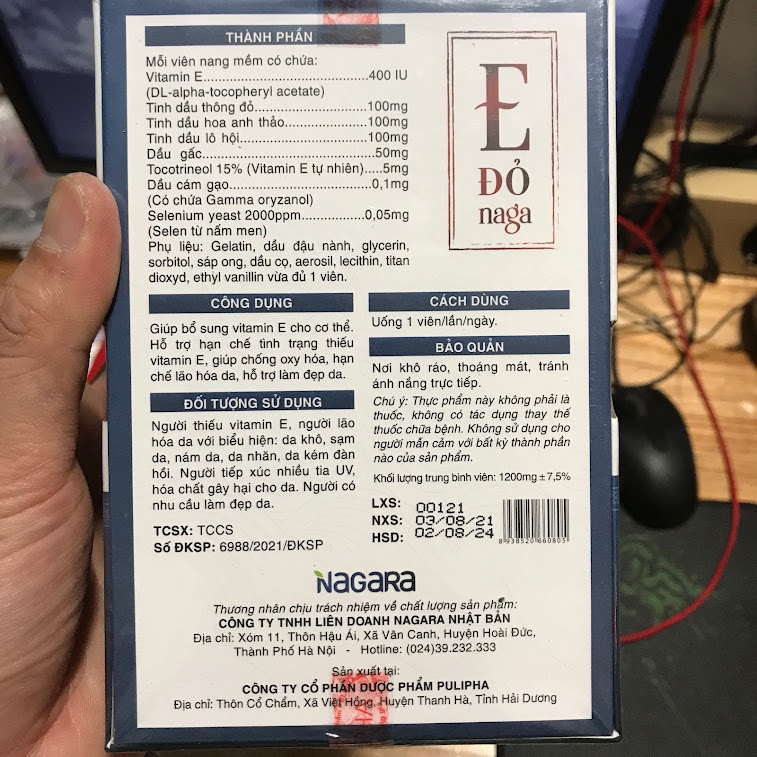 THÀNH PHẦN
Mỗi viên nang mềm có chứa:
Vitamin E..........................400 IU
(DL-alpha-tocopheryl acetate)
Tinh dầu thông đỏ..........................100mg
Tinh dầu hoa anh thảo....................100mg
Tinh dầu lô hội..........................100mg
Dầu gấc..........................50mg
Tocotrineol 15% (Vitamin E tự nhiên).....5mg
Dầu cám gạo..........................0,1mg
(Có chứa Gamma oryzanol)
Selenium yeast 2000ppm................0,05mg
(Selen từ nấm men)
Phụ liệu: Gelatin, dầu đậu nành, glycerin,
sorbitol, sáp ong, dầu cọ, aerosil, lecithin, titan
dioxyd, ethyl vanillin vừa đủ 1 viên.
E
ĐỎ
naga
CÔNG DỤNG
Giúp bổ sung vitamin E cho cơ thể.
Hỗ trợ hạn chế tình trạng thiếu
vitamin E, giúp chống oxy hóa, hạn
chế lão hóa da, hỗ trợ làm đẹp da.
ĐỐI TƯỢNG SỬ DỤNG
Người thiếu vitamin E, người lão
hóa da với biểu hiện: da khô, sạm
da, nám da, da nhăn, da kém đàn
hồi. Người tiếp xúc nhiều tia UV,
hóa chất gây hại cho da. Người có
nhu cầu làm đẹp da.
TCSX: TCCS
Số ĐKSP: 6988/2021/ĐKSP
CÁCH DÙNG
Uống 1 viên/lần/ngày.
BẢO QUẢN
Nơi khô ráo, thoáng mát, tránh
ánh nắng trực tiếp.
Chú ý: Thực phẩm này không phải là
thuốc, không có tác dụng thay thế
thuốc chữa bệnh. Không sử dụng cho
người mẫn cảm với bất kỳ thành phần
nào của sản phẩm.
Khối lượng trung bình viên: 1200mg ±7,5%
LXS: 00121
NXS: 03/08/21
HSD: 02/08/24
8 938520 660805
NAGARA
Thương nhân chịu trách nhiệm về chất lượng sản phẩm:
CÔNG TY TNHH LIÊN DOANH NAGARA NHẬT BẢN
Địa chỉ: Xóm 11, Thôn Hậu Ái, Xã Vân Canh, Huyện Hoài Đức,
Thành Phố Hà Nội - Hotline: (024)39.232.333
Sản xuất tại:
CÔNG TY CỔ PHẦN DƯỢC PHẨM PULIPHA
Địa chỉ: Thôn Cổ Chẩm, Xã Việt Hồng, Huyện Thanh Hà, Tỉnh Hải Dương